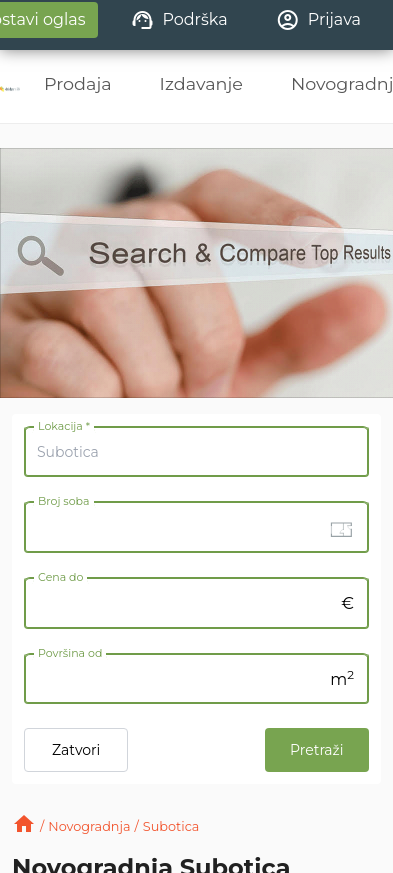 ostavi oglas
Podrška
Prijava
Prodaja
Izdavanje
Novogradnj
Search & Compare Top Results
Lokacija *
Subotica
Broj soba
Cena do
€
Površina od
m²
Zatvori
Pretraži
/ Novogradnja / Subotica
Novogradnja Subotica